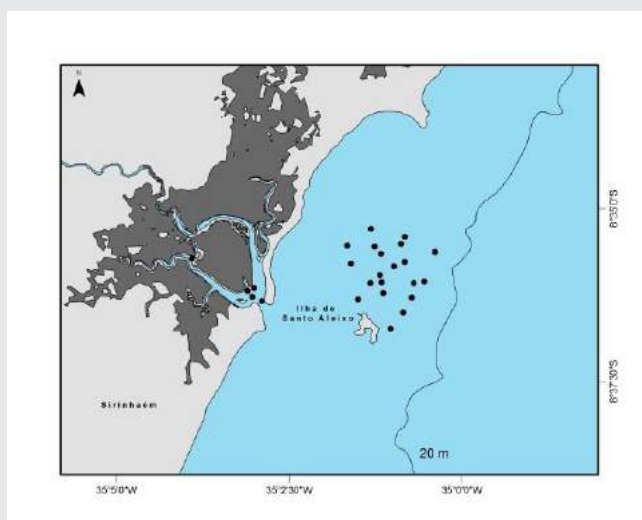 N
8°35'0"S
Ilha de
Santo Aleixo
8°37'30"S
Sirinhaém
20 m
35°5'0"W
35°2'30"W
35°0'0"W